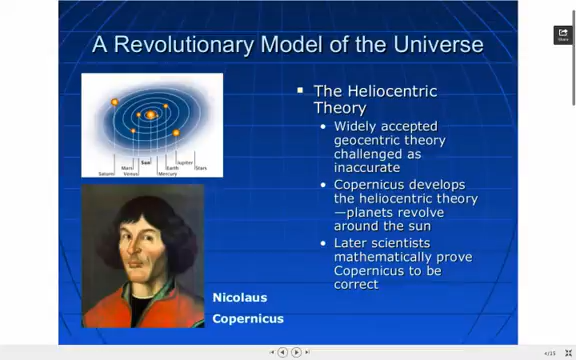 A Revolutionary Model of the Universe
Share
Sun
Mars
Earth
Jupiter
Saturn
Venus
Mercury
Stars
The Heliocentric
Theory
Widely accepted
geocentric theory
challenged as
inaccurate
Copernicus develops
the heliocentric theory
—planets revolve
around the sun
Later scientists
mathematically prove
Copernicus to be
correct
Nicolaus
Copernicus